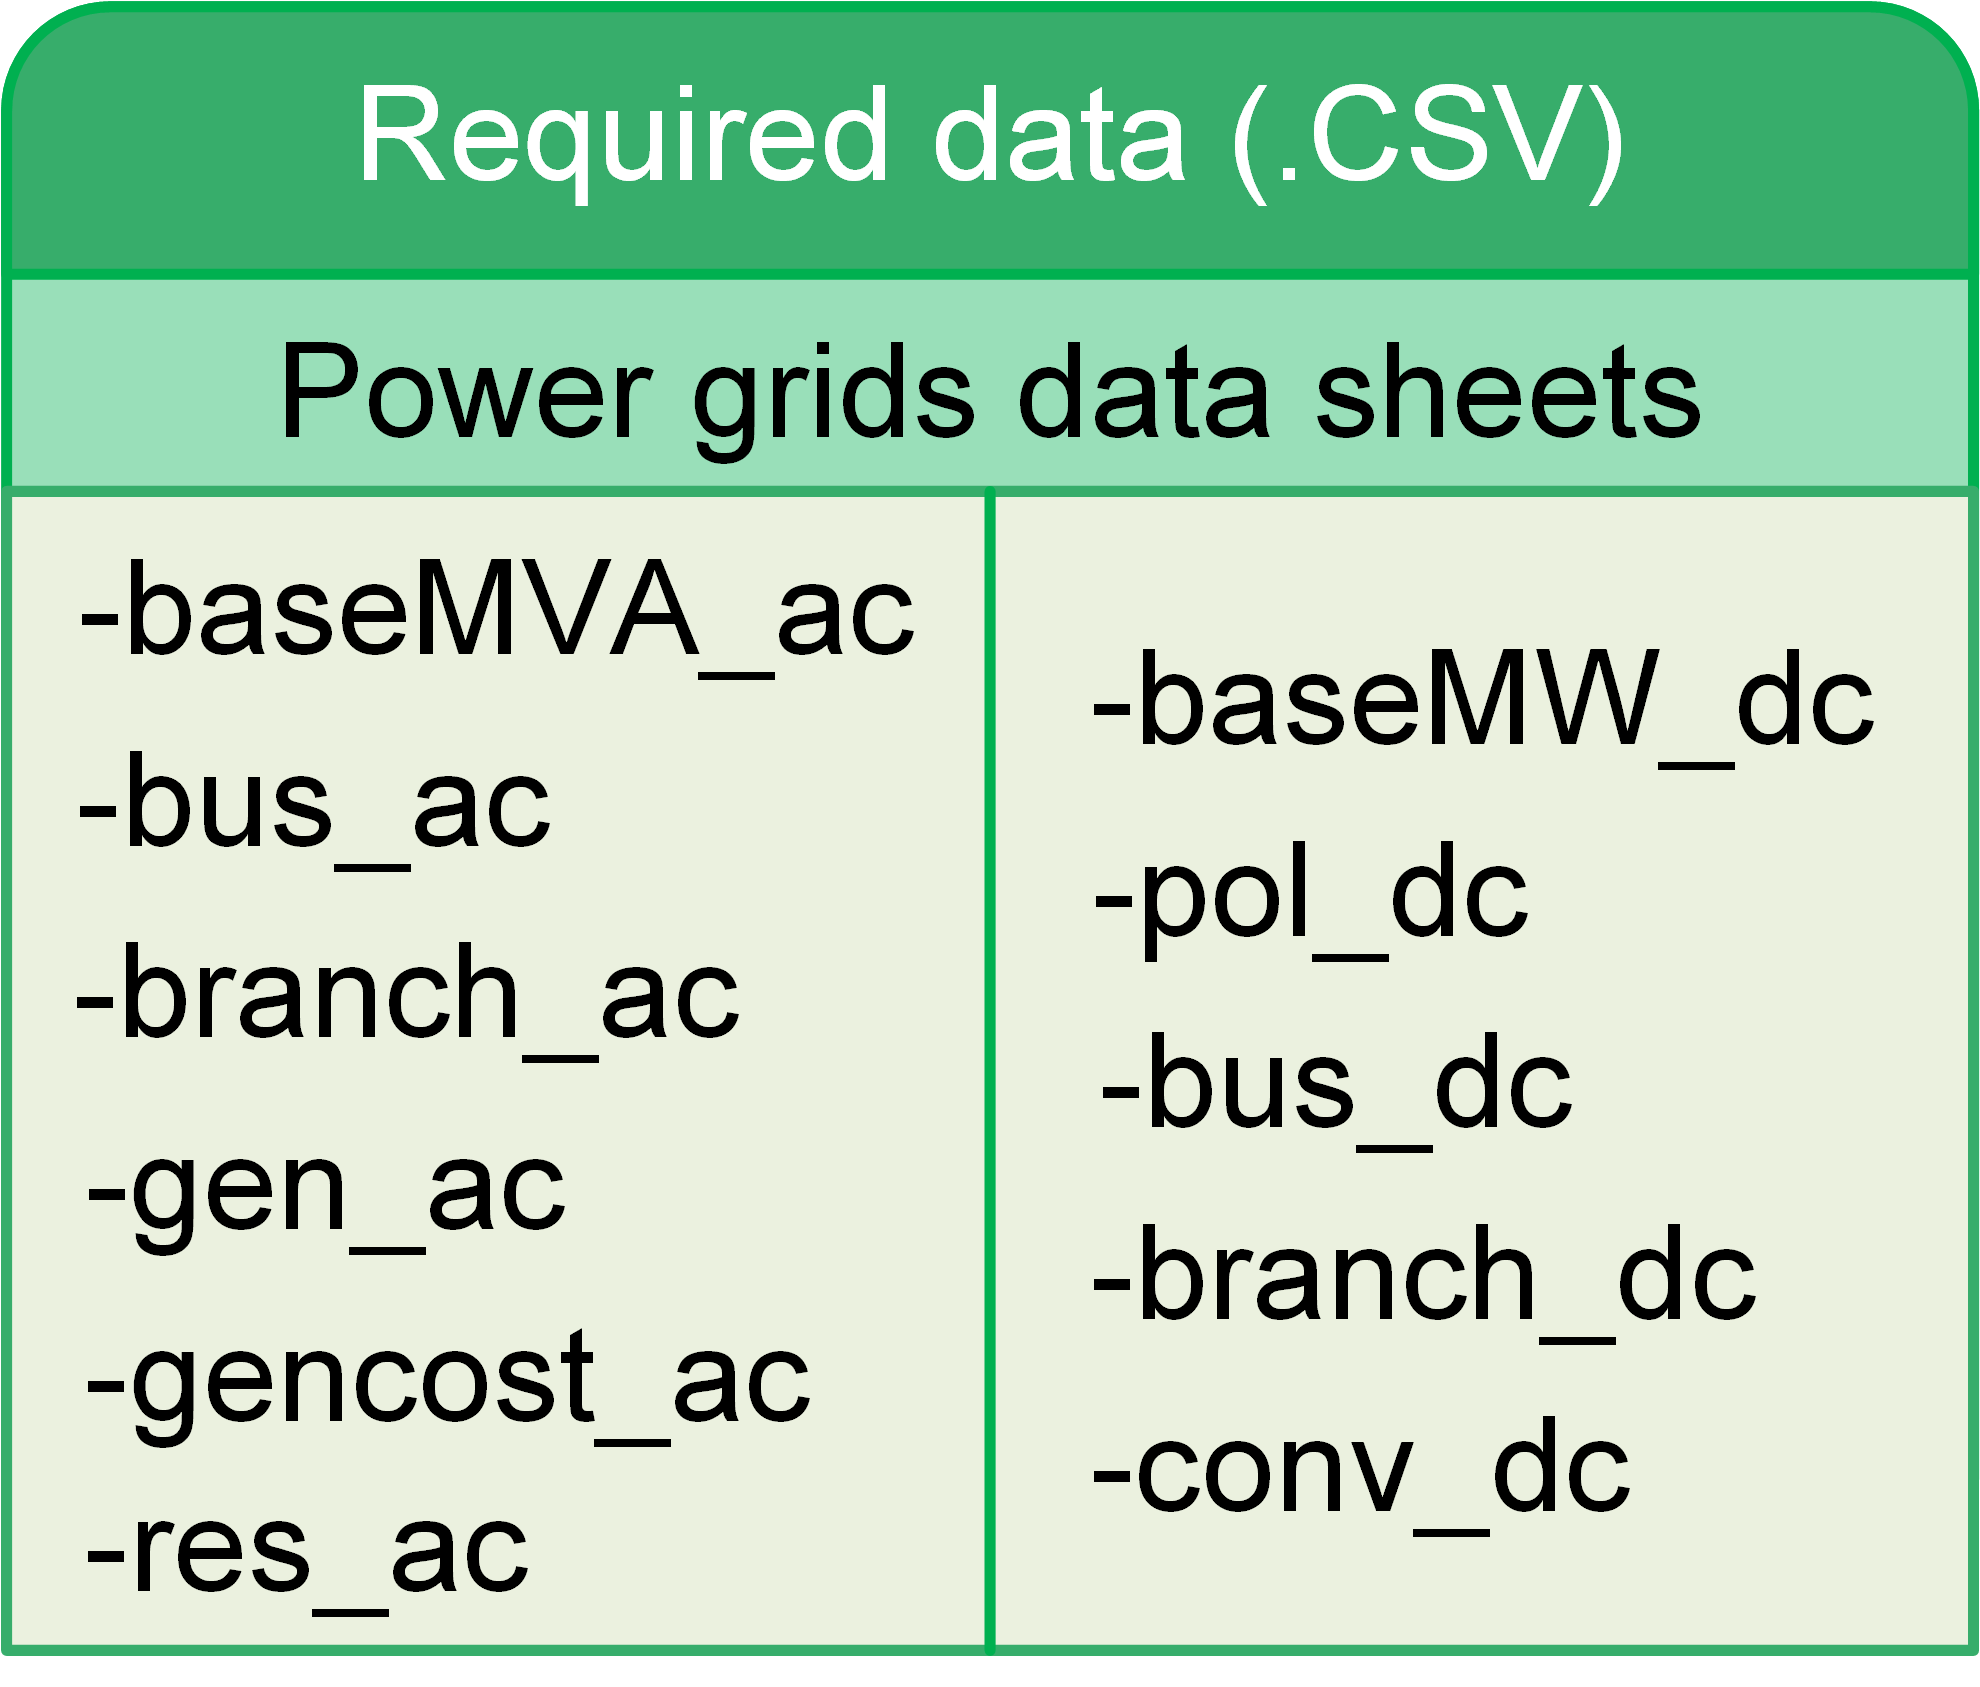 Required data (.CSV)
Power grids data sheets
-baseMVA_ac
-bus_ac
-branch_ac
-gen_ac
-gencost_ac
-res_ac
-baseMW_dc
-pol_dc
-bus_dc
-branch_dc
-conv_dc